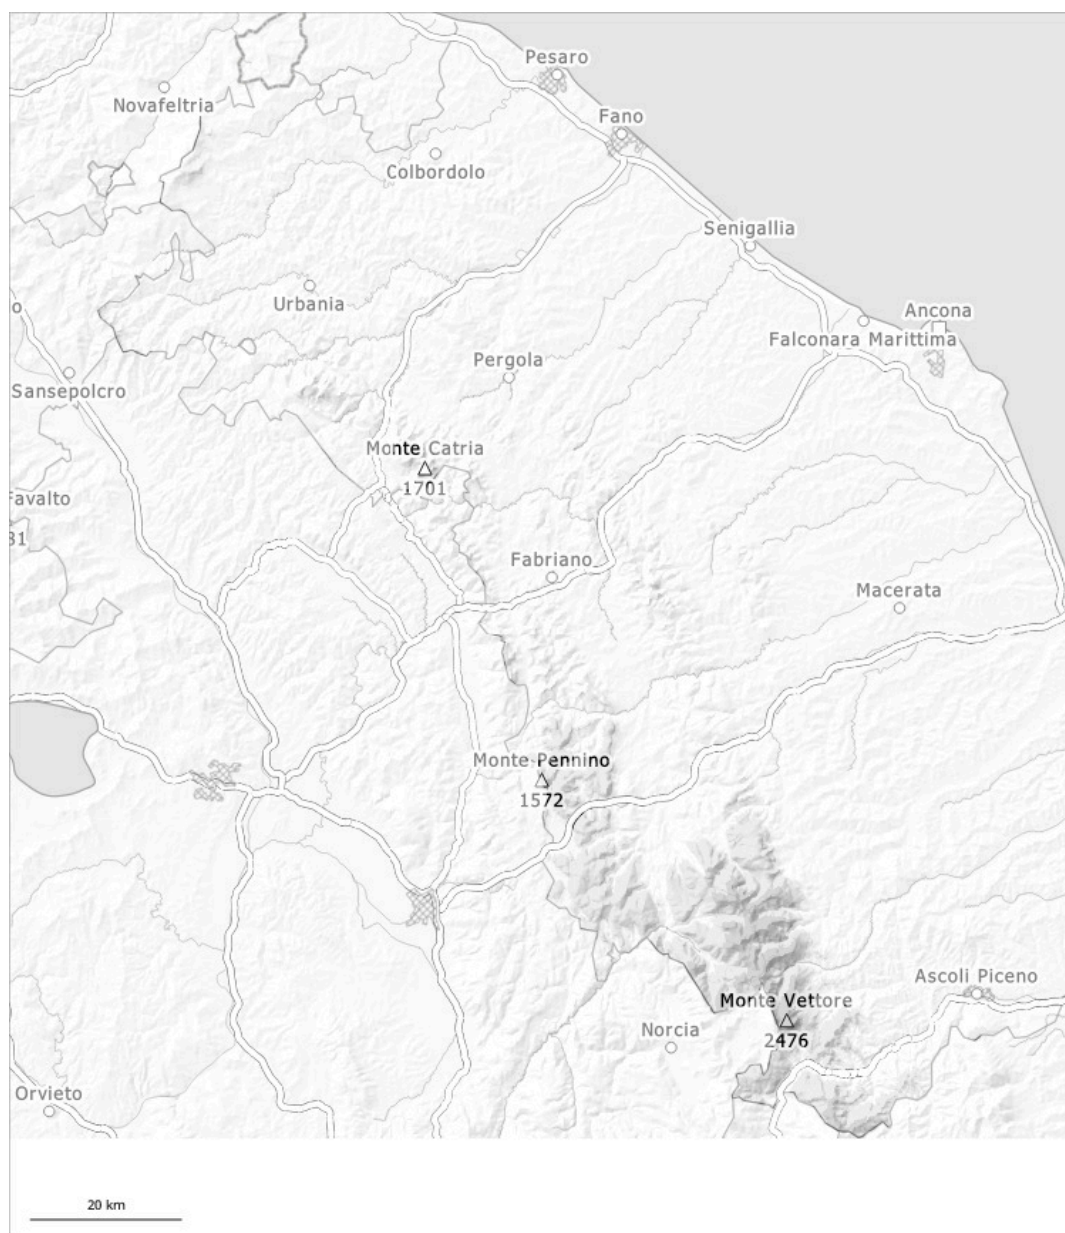 Pesaro
Novafeltria
Fano
Colbordolo
Senigallia
Urbania
o
Ancona
Falconara Marittima
Pergola
Sansepolcro
Monte Catria
1701
Favalto
31
Fabriano
Macerata
Monte Pennino
1572
Ascoli Piceno
Monte Vettore
2476
Norcia
Orvieto
20 km